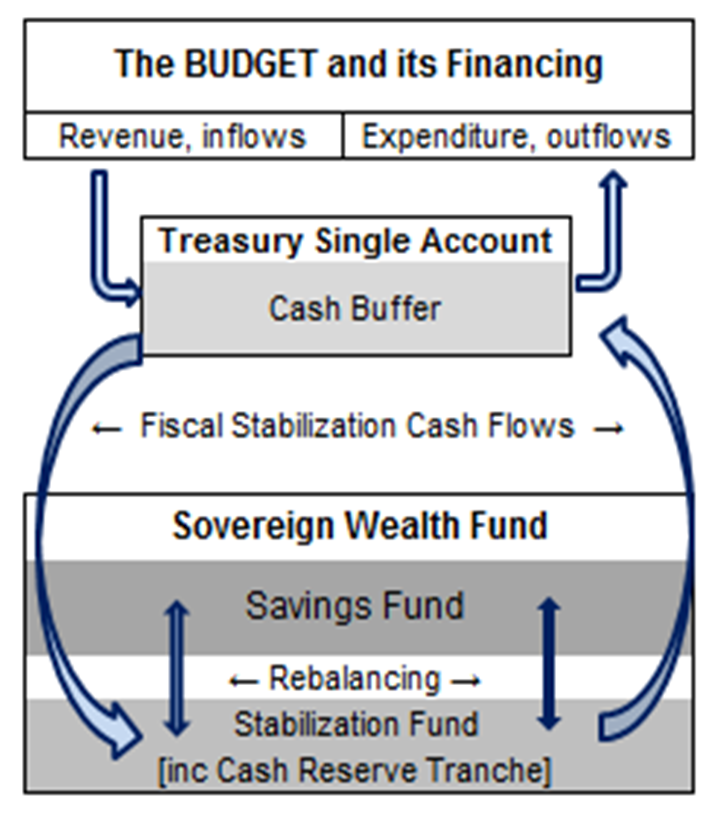 The BUDGET and its Financing
Revenue, inflows
Expenditure, outflows
Treasury Single Account
Cash Buffer
← Fiscal Stabilization Cash Flows →
Sovereign Wealth Fund
Savings Fund
← Rebalancing →
Stabilization Fund
[inc Cash Reserve Tranche]